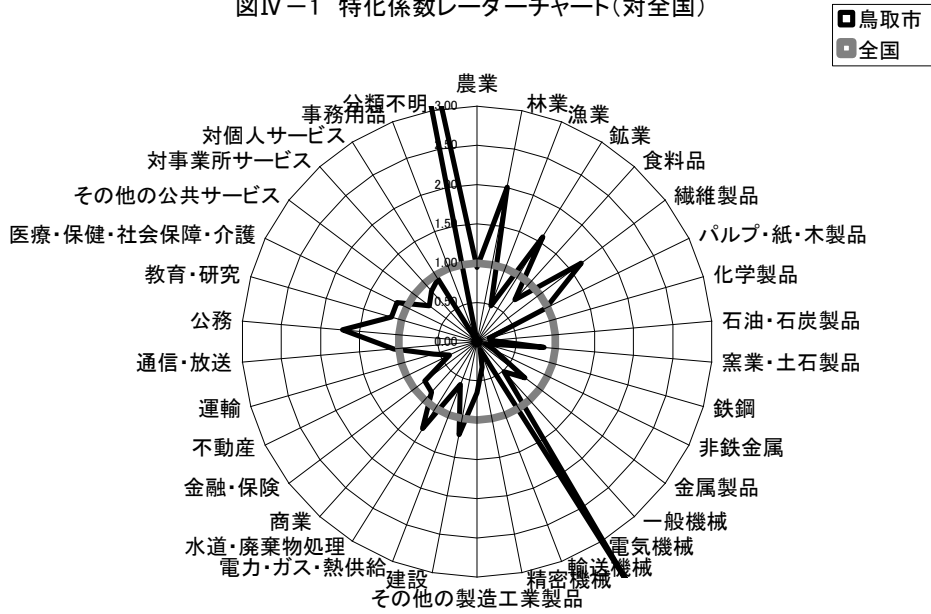 図Ⅳ－1 特化係数レーダーチャート(対全国)
鳥取市
全国
農業
林業
漁業
鉱業
食料品
繊維製品
パルプ・紙・木製品
化学製品
石油・石炭製品
窯業・土石製品
鉄鋼
非鉄金属
金属製品
一般機械
電気機械
輸送機械
精密機械
その他の製造工業製品
建設
電力・ガス・熱供給
水道・廃棄物処理
商業
金融・保険
不動産
運輸
通信・放送
公務
教育・研究
医療・保健・社会保障・介護
その他の公共サービス
対事業所サービス
対個人サービス
事務用品
分類不明
3.00
2.50
2.00
1.50
1.00
0.50
0.00